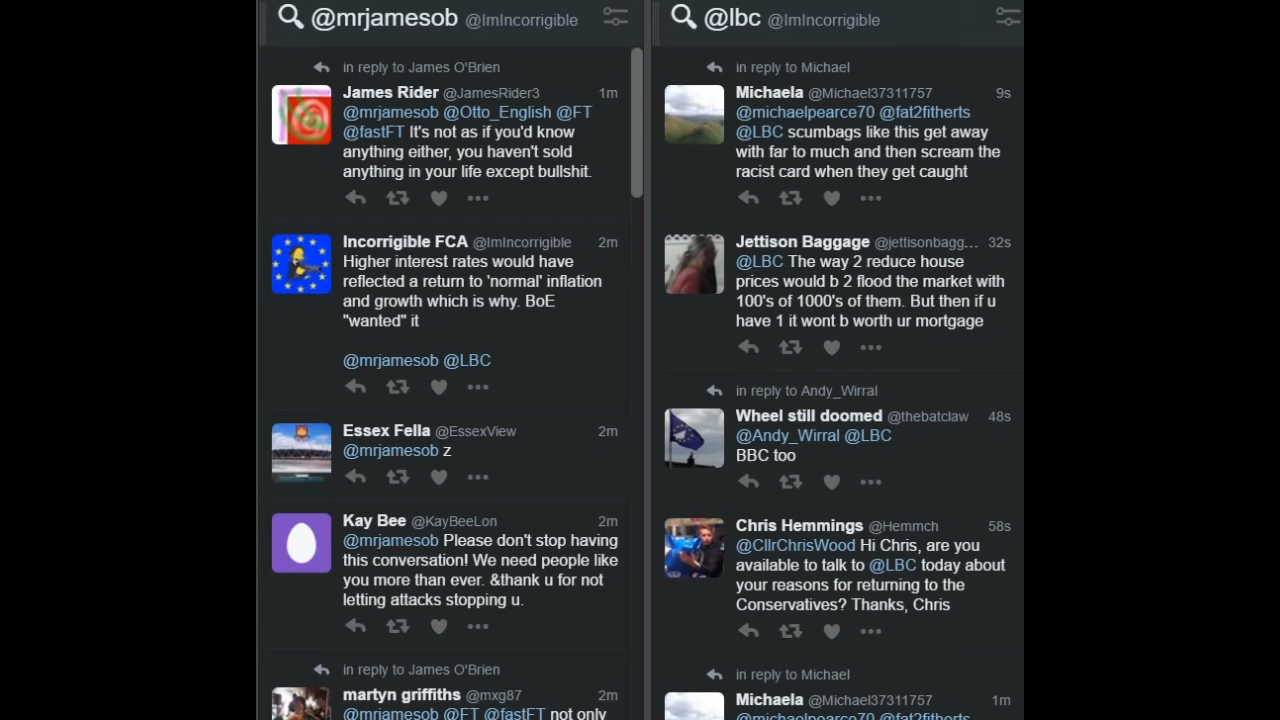 @mrjamesob @ImIncorrigible
in reply to James O'Brien
James Rider @JamesRider3 1m
@mrjamesob @Otto_English @FT
@fastFT It's not as if you'd know
anything either, you haven't sold
anything in your life except bullshit.
Incorrigible FCA @ImIncorrigible 2m
Higher interest rates would have
reflected a return to 'normal' inflation
and growth which is why. BoE
"wanted" it
@mrjamesob @LBC
Essex Fella @EssexView 2m
@mrjamesob z
Kay Bee @KayBeeLon 2m
@mrjamesob Please don't stop having
this conversation! We need people like
you more than ever. &thank u for not
letting attacks stopping u.
in reply to James O'Brien
martyn griffiths @mxg87 2m
@mrjamesob @FT @fastFT not only
@lbc @ImIncorrigible
in reply to Michael
Michaela @Michael37311757 9s
@michaelpearce70 @fat2fitherts
@LBC scumbags like this get away
with far to much and then scream the
racist card when they get caught
Jettison Baggage @jettisonbagg... 32s
@LBC The way 2 reduce house
prices would b 2 flood the market with
100's of 1000's of them. But then if u
have 1 it wont b worth ur mortgage
in reply to Andy_Wirral
Wheel still doomed @thebatclaw 48s
@Andy_Wirral @LBC
BBC too
Chris Hemmings @Hemmch 58s
@CllrChrisWood Hi Chris, are you
available to talk to @LBC today about
your reasons for returning to the
Conservatives? Thanks, Chris
in reply to Michael
Michaela @Michael37311757 1m
@michaelpearce70 @fat2fitherts